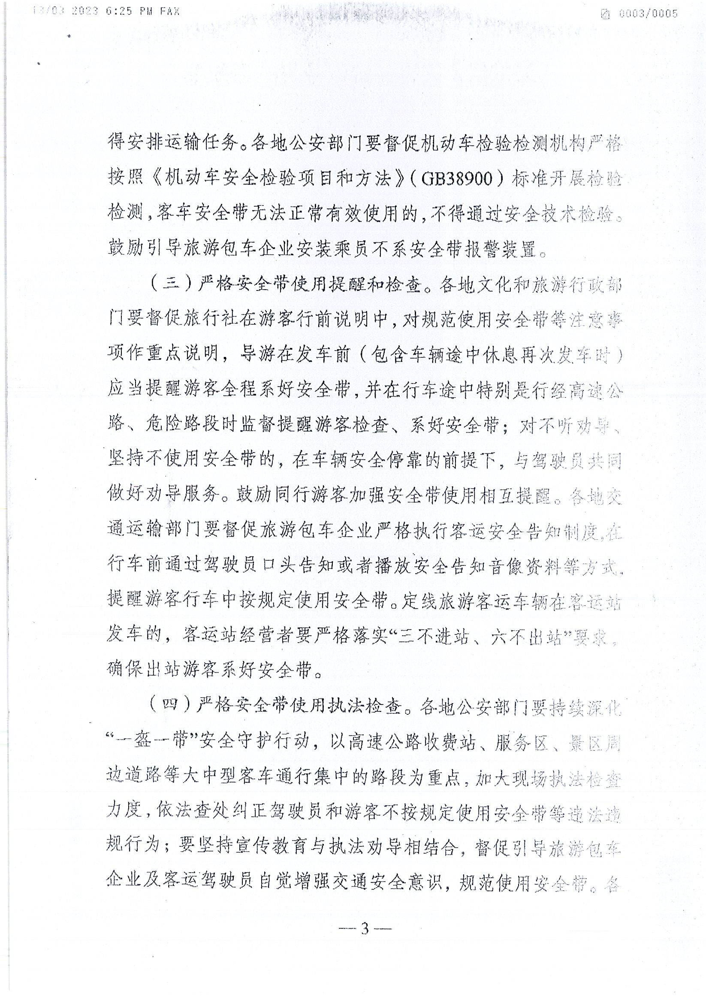 13/03 2023 6:25 PM FAX 0003/0005
得安排运输任务。各地公安部门要督促机动车检验检测机构严格
按照《机动车安全检验项目和方法》（GB38900）标准开展检验
检测,客车安全带无法正常有效使用的,不得通过安全技术检验。
鼓励引导旅游包车企业安装乘员不系安全带报警装置。
（三）严格安全带使用提醒和检查。各地文化和旅游行政部
门要督促旅行社在游客行前说明中,对规范使用安全带等注意事
项作重点说明，导游在发车前（包含车辆途中休息再次发车时）
应当提醒游客全程系好安全带,并在行车途中特别是行经高速公
路、危险路段时监督提醒游客检查、系好安全带；对不听劝导、
坚持不使用安全带的，在车辆安全停靠的前提下，与驾驶员共同
做好劝导服务。鼓励同行游客加强安全带使用相互提醒。各地交
通运输部门要督促旅游包车企业严格执行客运安全告知制度,在
行车前通过驾驶员口头告知或者播放安全告知音像资料等方式,
提醒游客行车中按规定使用安全带。定线旅游客运车辆在客运站
发车的，客运站经营者要严格落实“三不进站、六不出站”要求，
确保出站游客系好安全带。
（四）严格安全带使用执法检查。各地公安部门要持续深化
“一盔一带”安全守护行动，以高速公路收费站、服务区、景区周
边道路等大中型客车通行集中的路段为重点,加大现场执法检查
力度,依法查处纠正驾驶员和游客不按规定使用安全带等违法违
规行为；要坚持宣传教育与执法劝导相结合，督促引导旅游包车
企业及客运驾驶员自觉增强交通安全意识，规范使用安全带。各
— 3 —